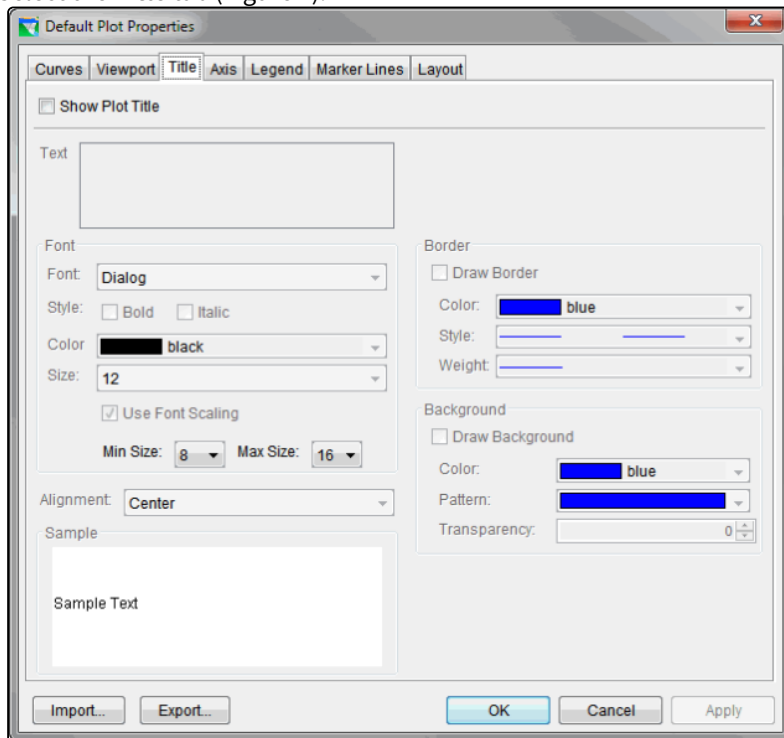 Default Plot Properties
Curves Viewport Title Axis Legend Marker Lines Layout
Show Plot Title
Text
Font
Font: Dialog
Style: Bold Italic
Color black
Size: 12
Use Font Scaling
Min Size: 8 Max Size: 16
Alignment: Center
Sample
Sample Text
Border
Draw Border
Color: blue
Style:
Weight:
Background
Draw Background
Color: blue
Pattern:
Transparency: 0
Import... Export... OK Cancel Apply